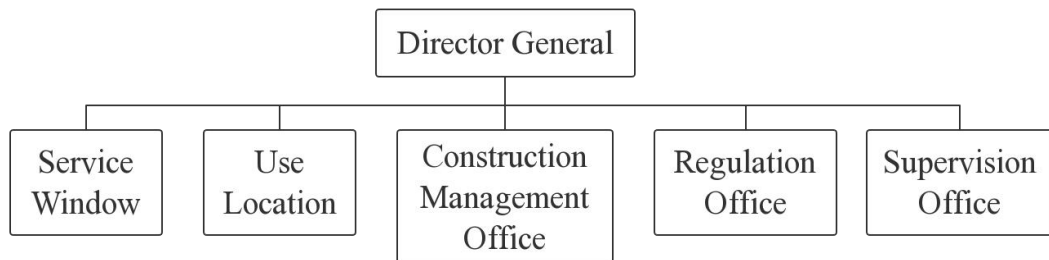 Director General
Service
Window
Use
Location
Construction
Management
Office
Regulation
Office
Supervision
Office